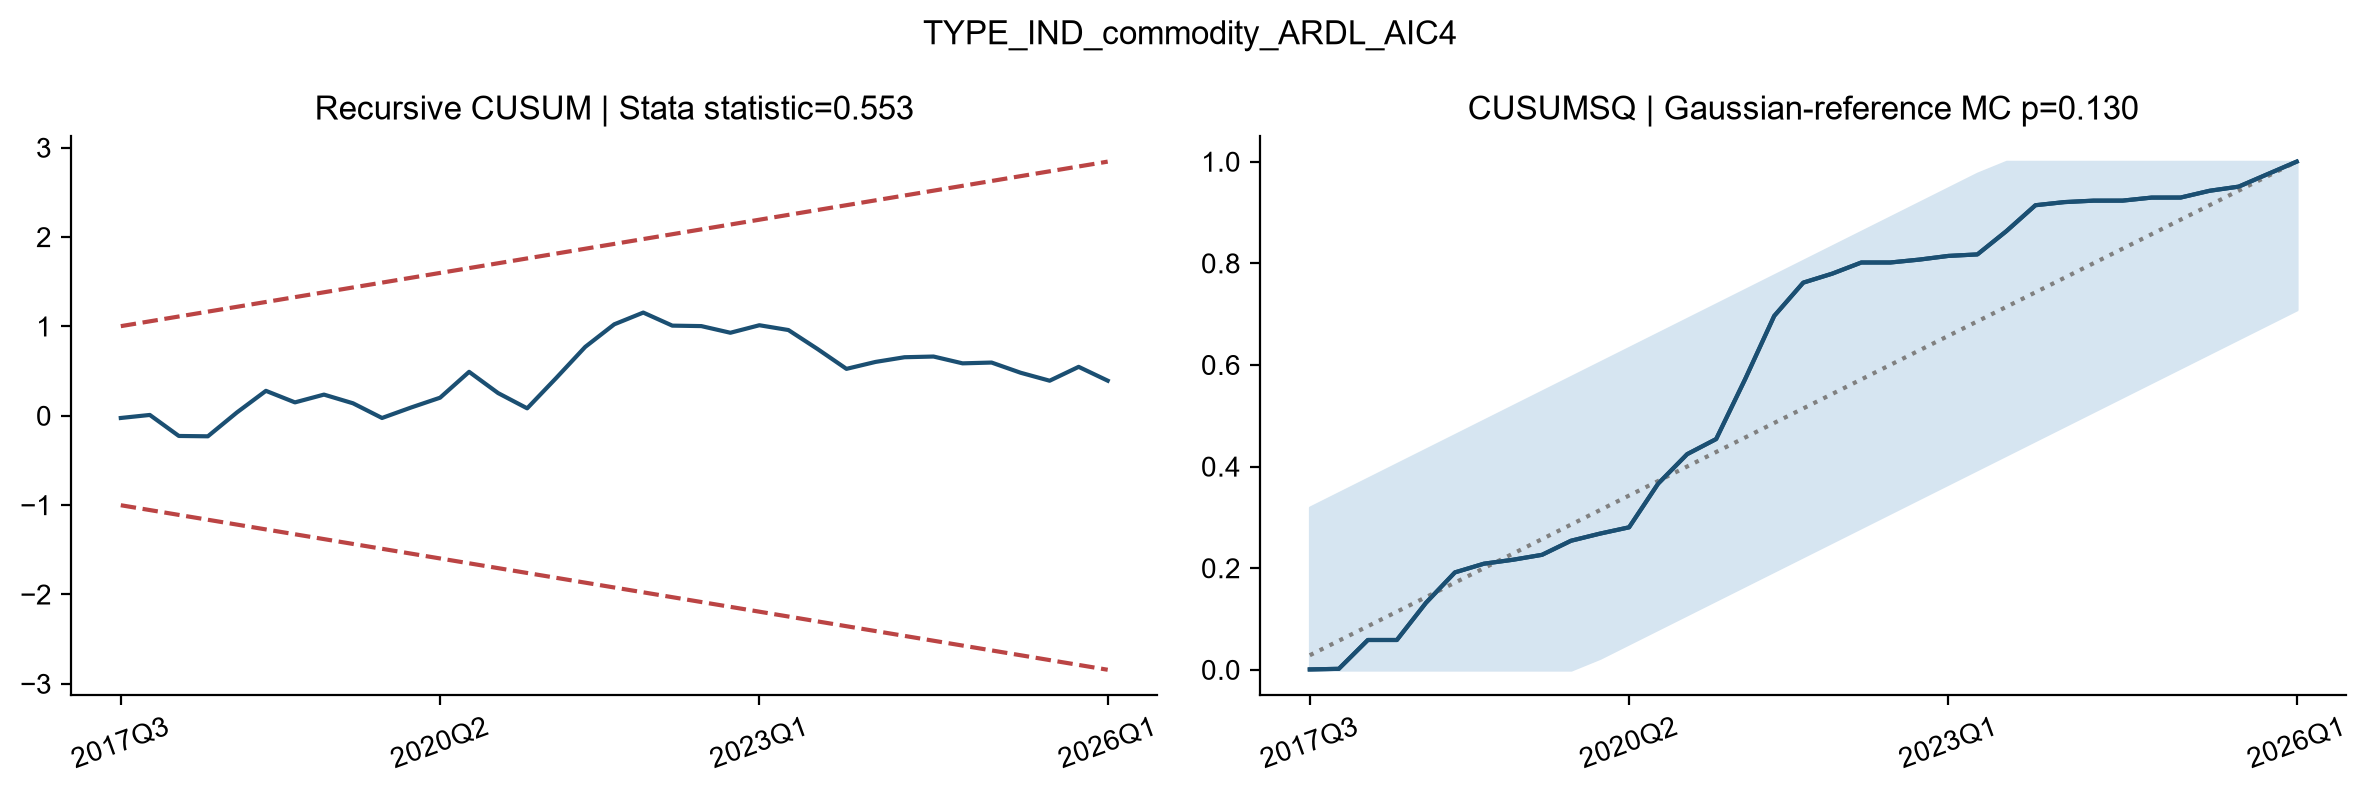 TYPE_IND_commodity_ARDL_AIC4
Recursive CUSUM | Stata statistic=0.553
3
2
1
0
−1
−2
−3
2017Q3
2020Q2
2023Q1
2026Q1
CUSUMSQ | Gaussian-reference MC p=0.130
1.0
0.8
0.6
0.4
0.2
0.0
2017Q3
2020Q2
2023Q1
2026Q1